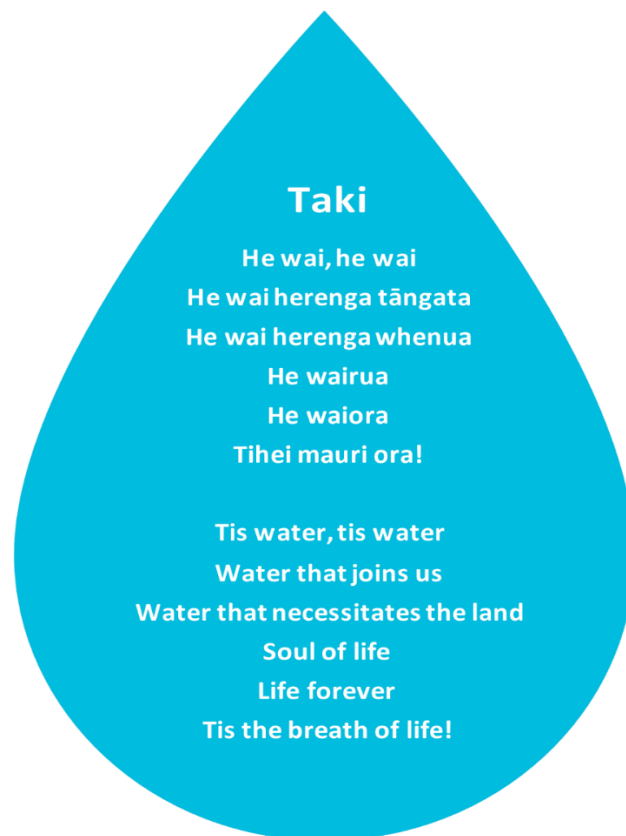 Taki
He wai, he wai
He wai herenga tāngata
He wai herenga whenua
He wairua
He waiora
Tihei mauri ora!
Tis water, tis water
Water that joins us
Water that necessitates the land
Soul of life
Life forever
Tis the breath of life!